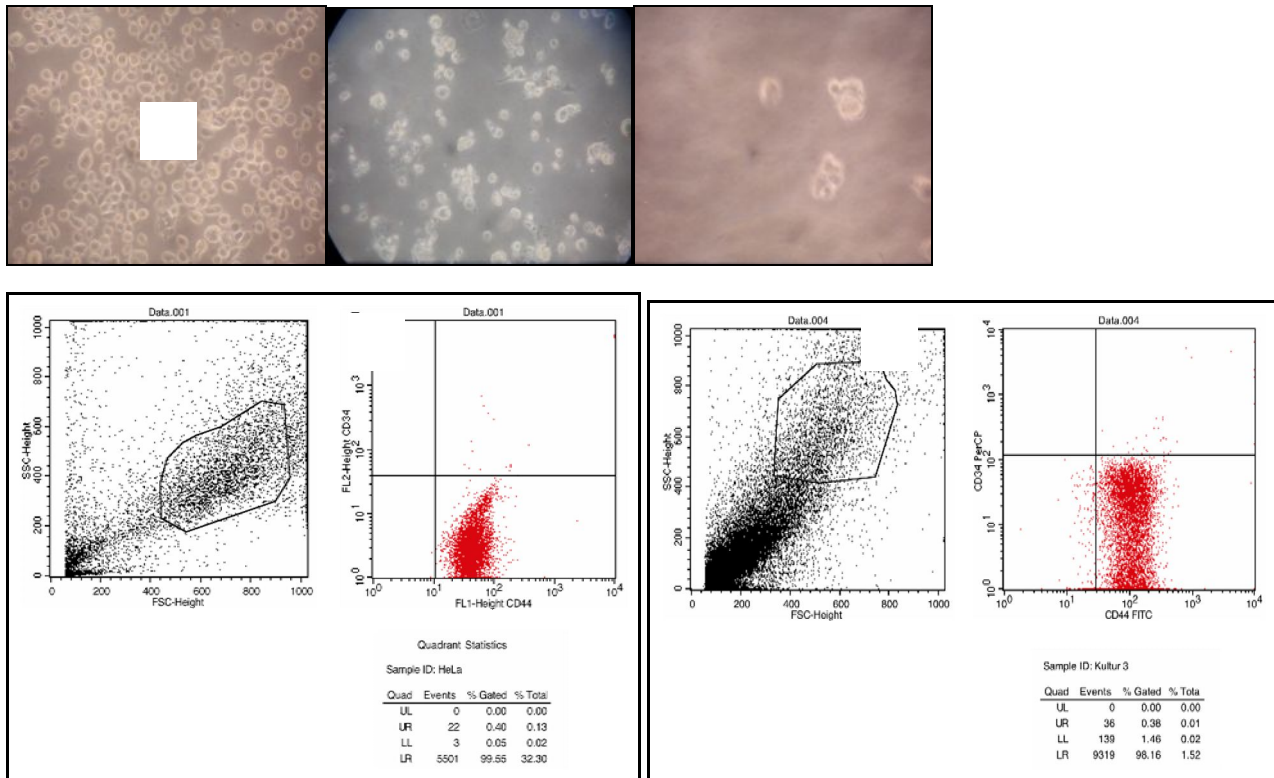 Data.001
1000
800
600
400
200
0
SSC-Height
0 200 400 600 800 1000
FSC-Height
Data.001
10^3
10^2
10^1
10^0
FL2-Height CD34
10^0 10^1 10^2 10^3 10^4
FL1-Height CD44
Quadrant Statistics
Sample ID: HeLa
Quad Events % Gated % Total
UL 0 0.00 0.00
UR 22 0.40 0.13
LL 3 0.05 0.02
LR 5501 99.55 32.30
Data.004
1000
800
600
400
200
0
SSC-Height
200 400 600 800 1000
FSC-Height
Data.004
10^4
10^3
10^2
10^1
10^0
CD34 PerCP
10^0 10^1 10^2 10^3 10^4
CD44 FITC
Sample ID: Kultur 3
Quad Events % Gated % Tota
UL 0 0.00 0.00
UR 36 0.38 0.01
LL 139 1.46 0.02
LR 9319 98.16 1.52